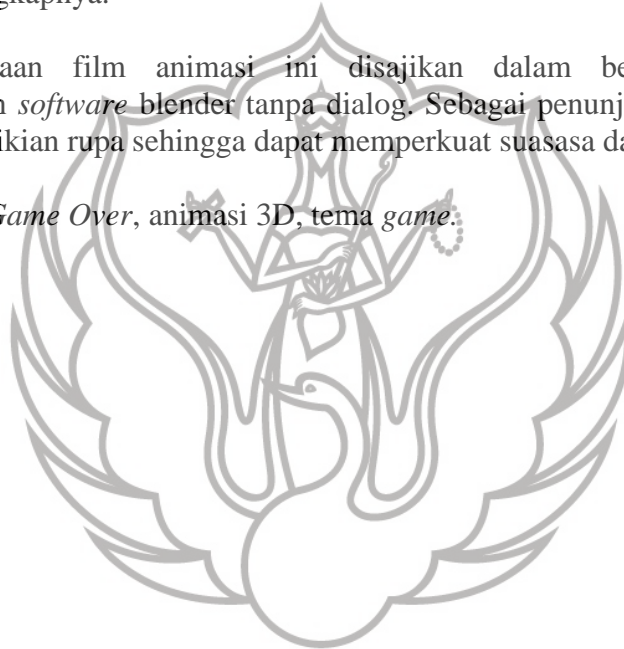 gkapnya.
aan film animasi ini disajikan dalam be
n software blender tanpa dialog. Sebagai penunj
ikian rupa sehingga dapat memperkuat suasasa da
Game Over, animasi 3D, tema game.